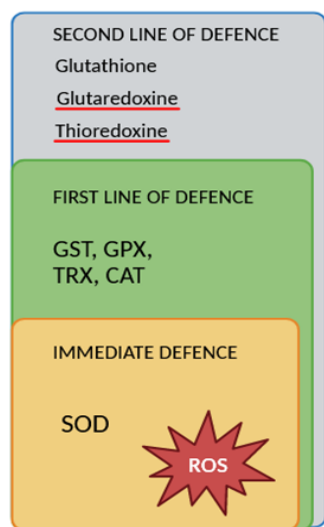 SECOND LINE OF DEFENCE
Glutathione
Glutaredoxine
Thioredoxine
FIRST LINE OF DEFENCE
GST, GPX,
TRX, CAT
IMMEDIATE DEFENCE
SOD
ROS